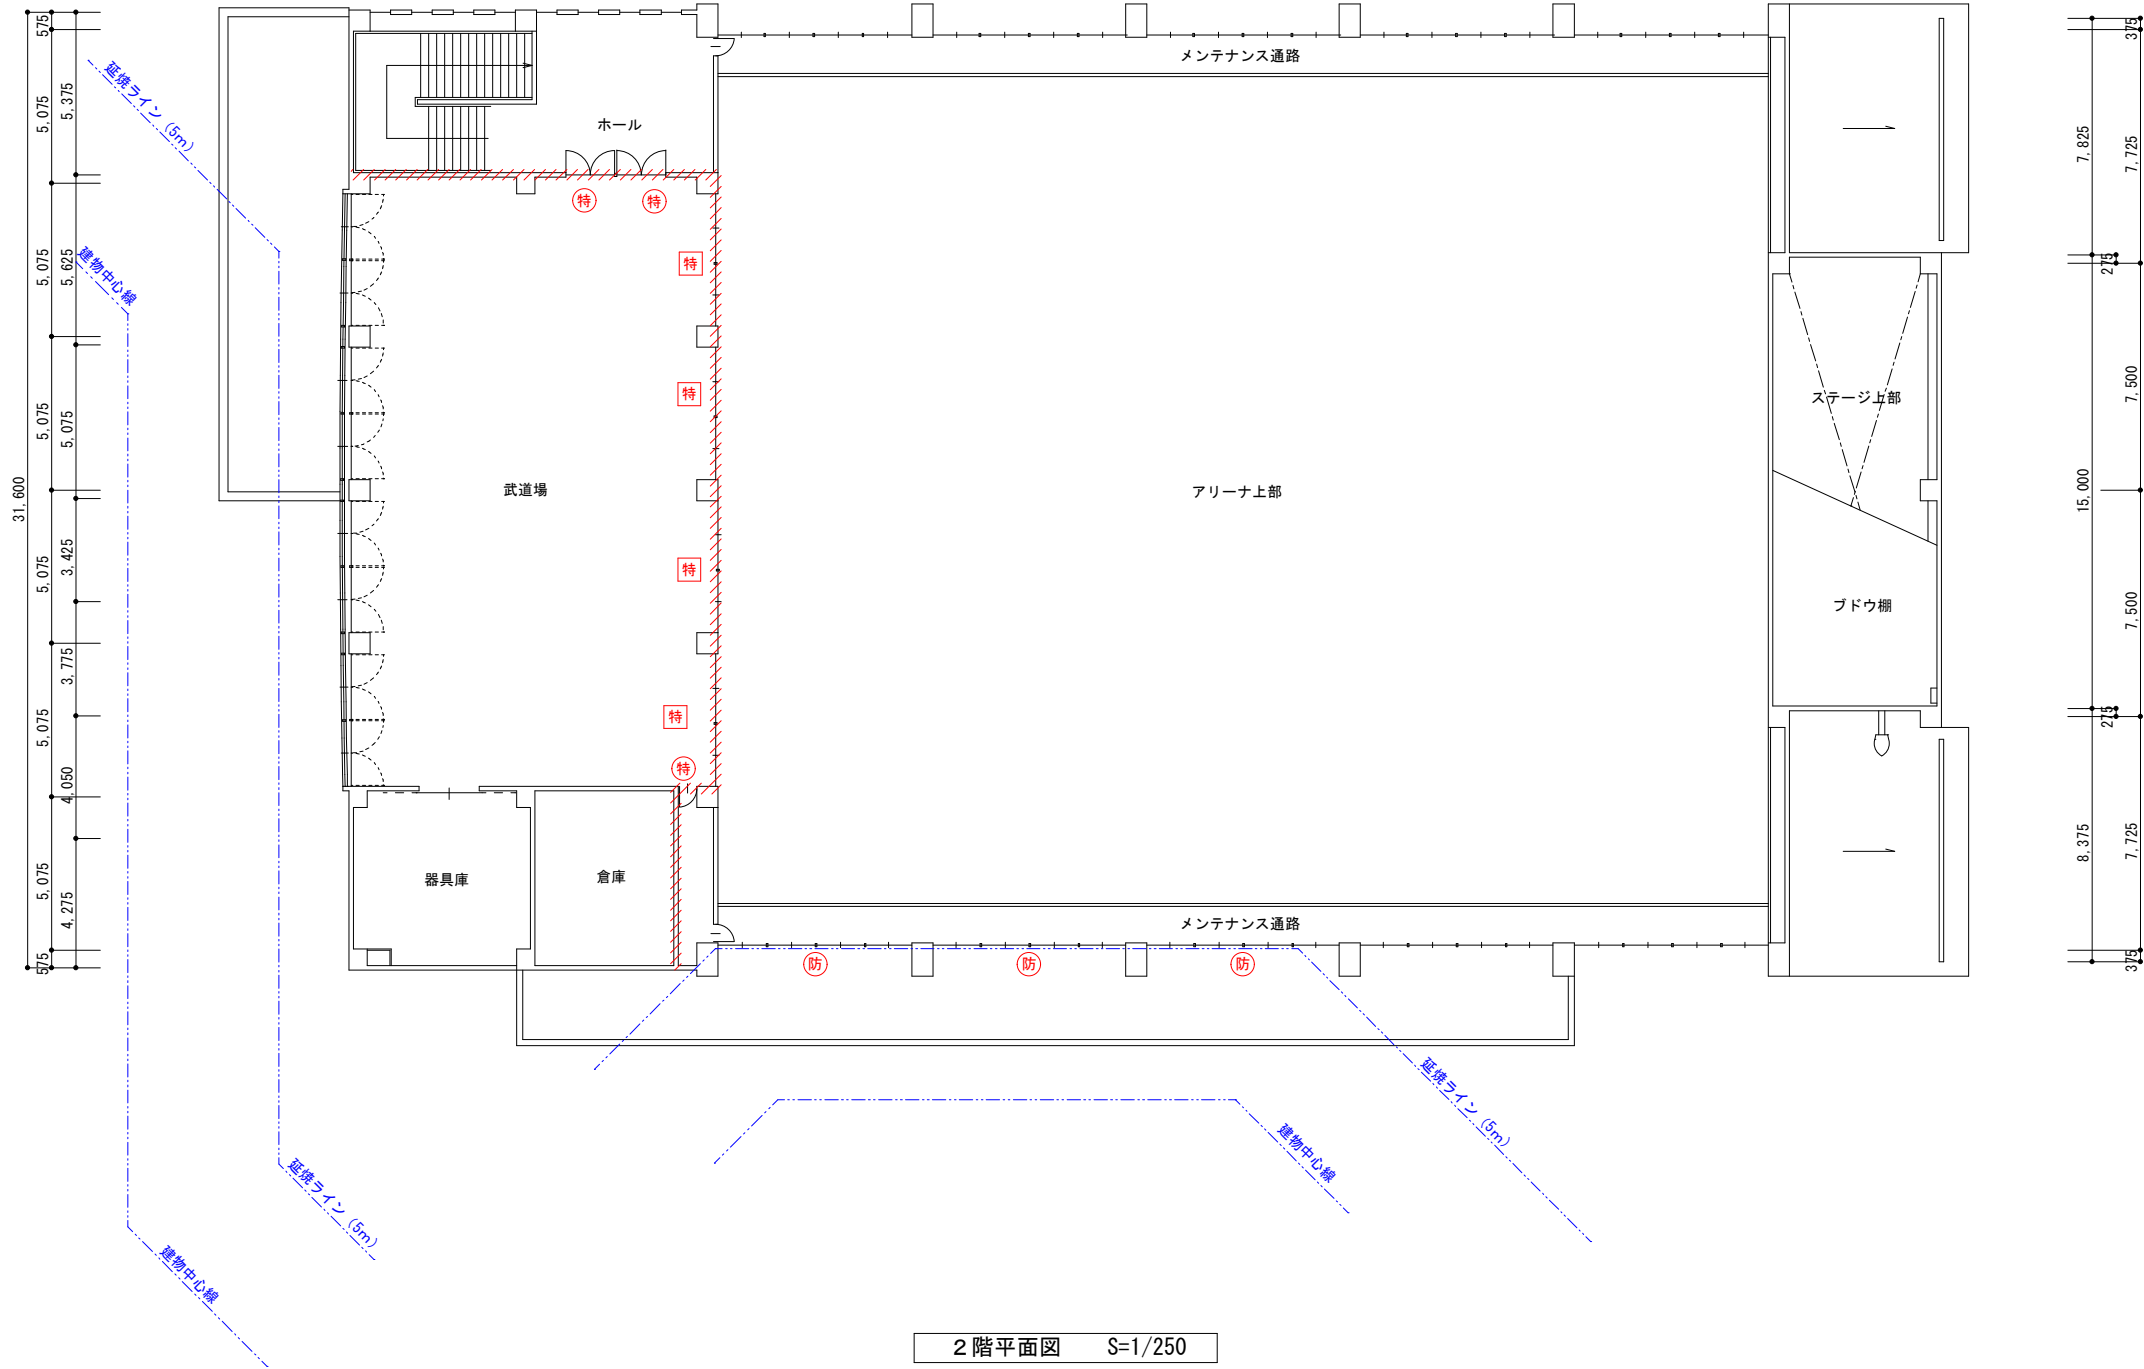 575
5,075
5,375
延焼ライン（5m）
メンテナンス通路
ホール
375
7,825
7,725
特
特
5,075
5,625
建物中心線
特
275
特
5,075
5,075
ステージ上部
7,500
31,600
武道場
アリーナ上部
15,000
5,075
3,425
特
ブドウ棚
7,500
5,075
3,775
特
275
4,050
特
5,075
4,275
器具庫
倉庫
メンテナンス通路
8,375
7,725
575
防
防
防
375
延焼ライン（5m）
建物中心線
延焼ライン（5m）
建物中心線
２階平面図 S=1/250